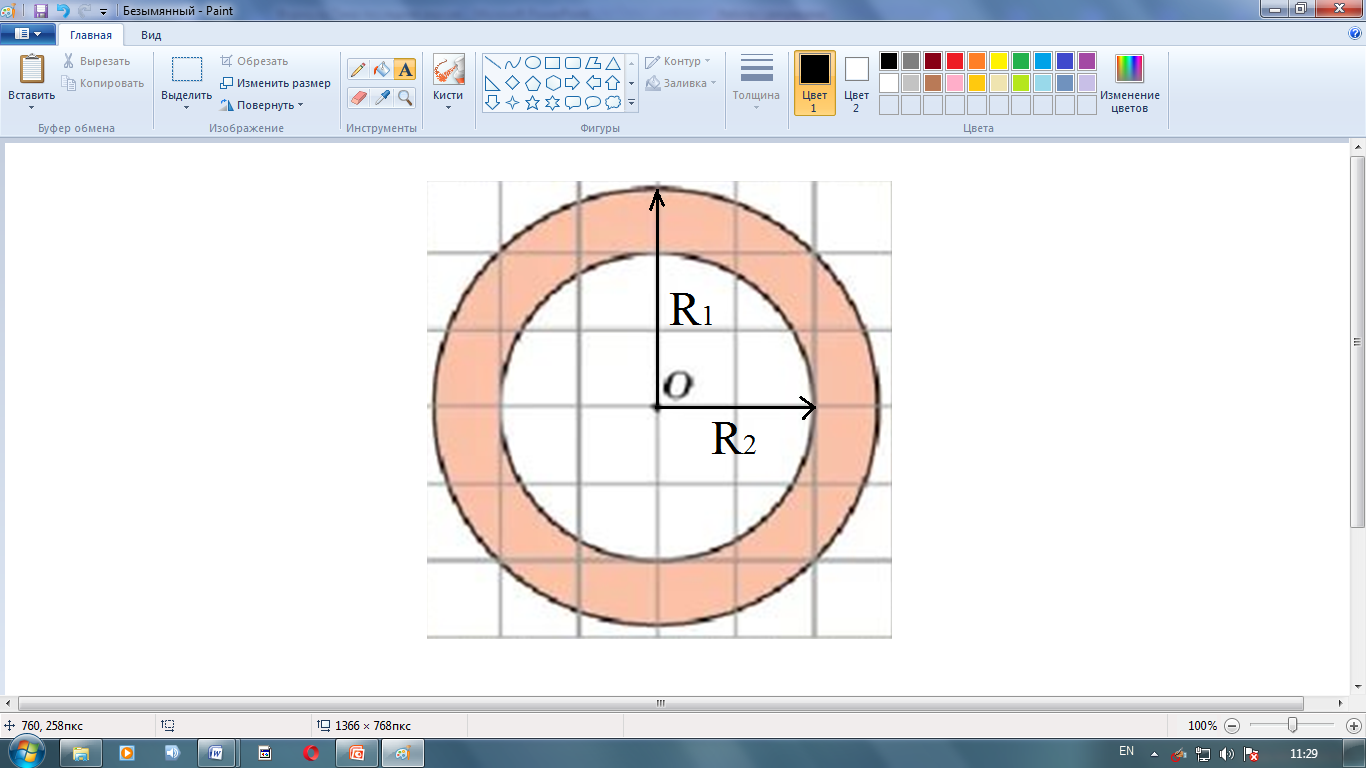 Безымянный - Paint
Главная Вид
Вставить
Вырезать
Копировать
Буфер обмена
Выделить
Обрезать
Изменить размер
Повернуть
Изображение
A
Инструменты
Кисти
Фигуры
Контур
Заливка
Толщина
Цвет
1
Цвет
2
Изменение
цветов
Цвета
R1
O
R2
760, 258пкс
1366 × 768пкс
100%
EN
11:29